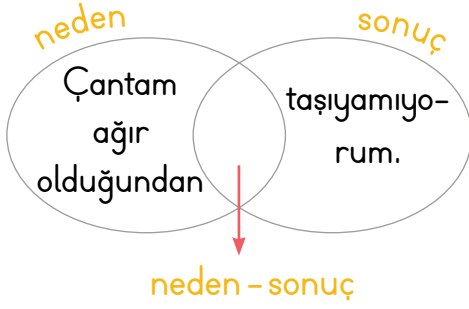 neden
sonuç
Çantam
ağır
olduğundan
taşıyamıyo-
rum.
neden – sonuç